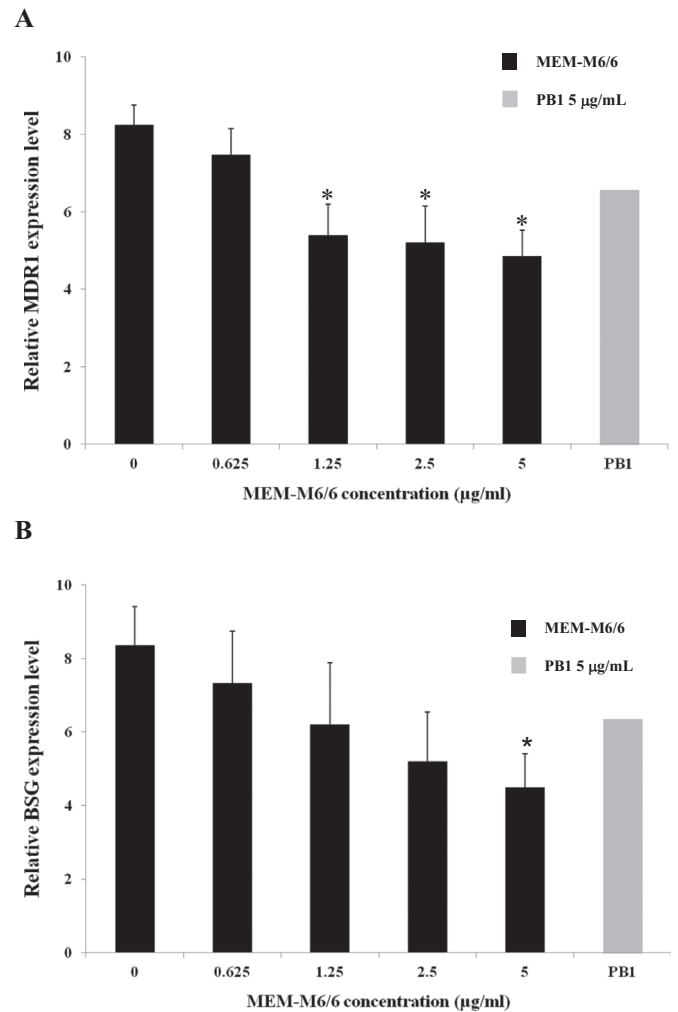 A
10
8
6
4
2
0
Relative MDR1 expression level
MEM-M6/6
PB1 5 µg/mL
*
*
*
0 0.625 1.25 2.5 5 PB1
MEM-M6/6 concentration (µg/ml)
B
10
8
6
4
2
0
Relative BSG expression level
MEM-M6/6
PB1 5 µg/mL
*
0 0.625 1.25 2.5 5 PB1
MEM-M6/6 concentration (µg/ml)